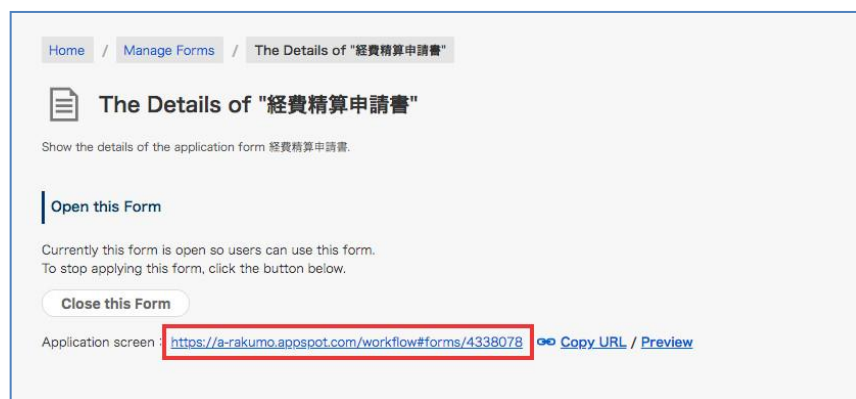 Home / Manage Forms / The Details of "経費精算申請書"
The Details of "経費精算申請書"
Show the details of the application form 経費精算申請書.
Open this Form
Currently this form is open so users can use this form.
To stop applying this form, click the button below.
Close this Form
Application screen : https://a-rakumo.appspot.com/workflow#forms/4338078 Copy URL / Preview